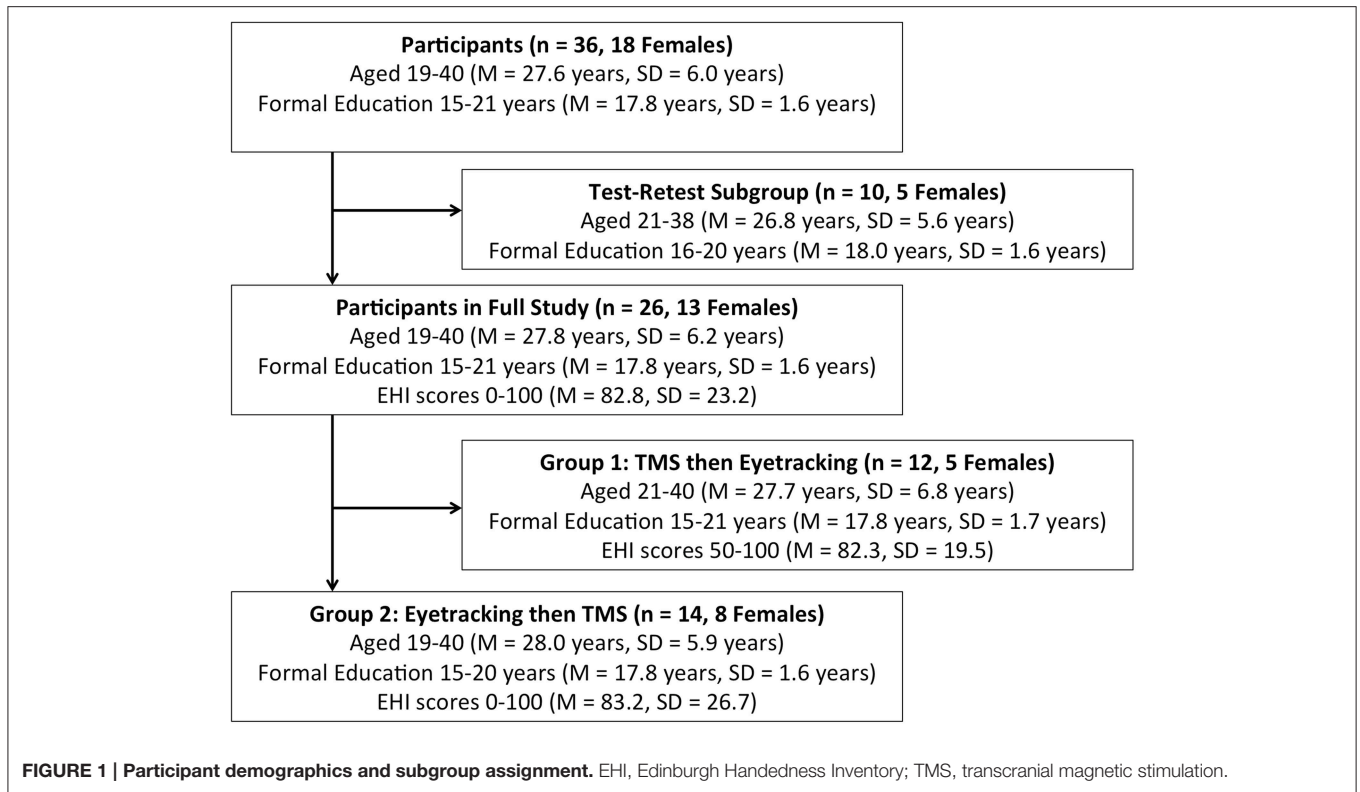 Participants (n = 36, 18 Females)
Aged 19-40 (M = 27.6 years, SD = 6.0 years)
Formal Education 15-21 years (M = 17.8 years, SD = 1.6 years)
Test-Retest Subgroup (n = 10, 5 Females)
Aged 21-38 (M = 26.8 years, SD = 5.6 years)
Formal Education 16-20 years (M = 18.0 years, SD = 1.6 years)
Participants in Full Study (n = 26, 13 Females)
Aged 19-40 (M = 27.8 years, SD = 6.2 years)
Formal Education 15-21 years (M = 17.8 years, SD = 1.6 years)
EHI scores 0-100 (M = 82.8, SD = 23.2)
Group 1: TMS then Eyetracking (n = 12, 5 Females)
Aged 21-40 (M = 27.7 years, SD = 6.8 years)
Formal Education 15-21 years (M = 17.8 years, SD = 1.7 years)
EHI scores 50-100 (M = 82.3, SD = 19.5)
Group 2: Eyetracking then TMS (n = 14, 8 Females)
Aged 19-40 (M = 28.0 years, SD = 5.9 years)
Formal Education 15-20 years (M = 17.8 years, SD = 1.6 years)
EHI scores 0-100 (M = 83.2, SD = 26.7)
FIGURE 1 | Participant demographics and subgroup assignment. EHI, Edinburgh Handedness Inventory; TMS, transcranial magnetic stimulation.